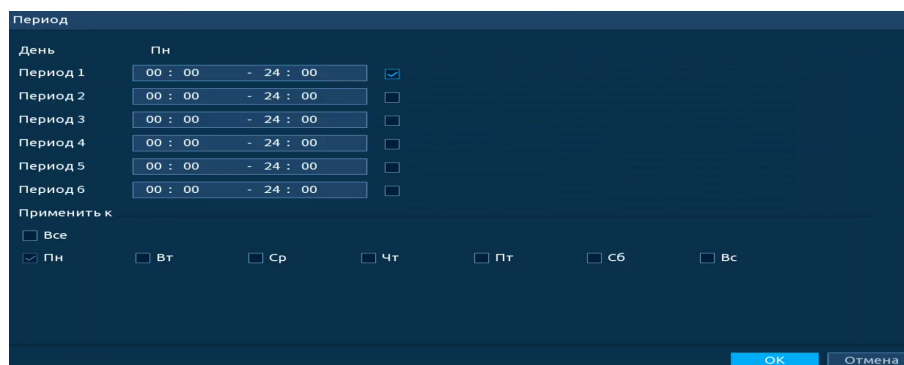 Период
День Пн
Период 1 00 : 00 - 24 : 00
Период 2 00 : 00 - 24 : 00
Период 3 00 : 00 - 24 : 00
Период 4 00 : 00 - 24 : 00
Период 5 00 : 00 - 24 : 00
Период 6 00 : 00 - 24 : 00
Применить к
Все
Пн Вт Ср Чт Пт Сб Вс
OK Отмена